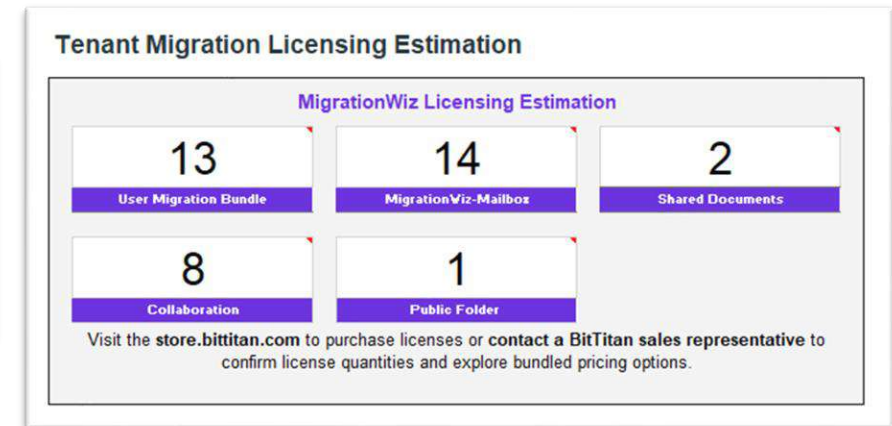 Tenant Migration Licensing Estimation
MigrationWiz Licensing Estimation
13
14
2
User Migration Bundle
MigrationWiz-Mailbox
Shared Documents
8
1
Collaboration
Public Folder
Visit the store.bittitan.com to purchase licenses or contact a BitTitan sales representative to
confirm license quantities and explore bundled pricing options.